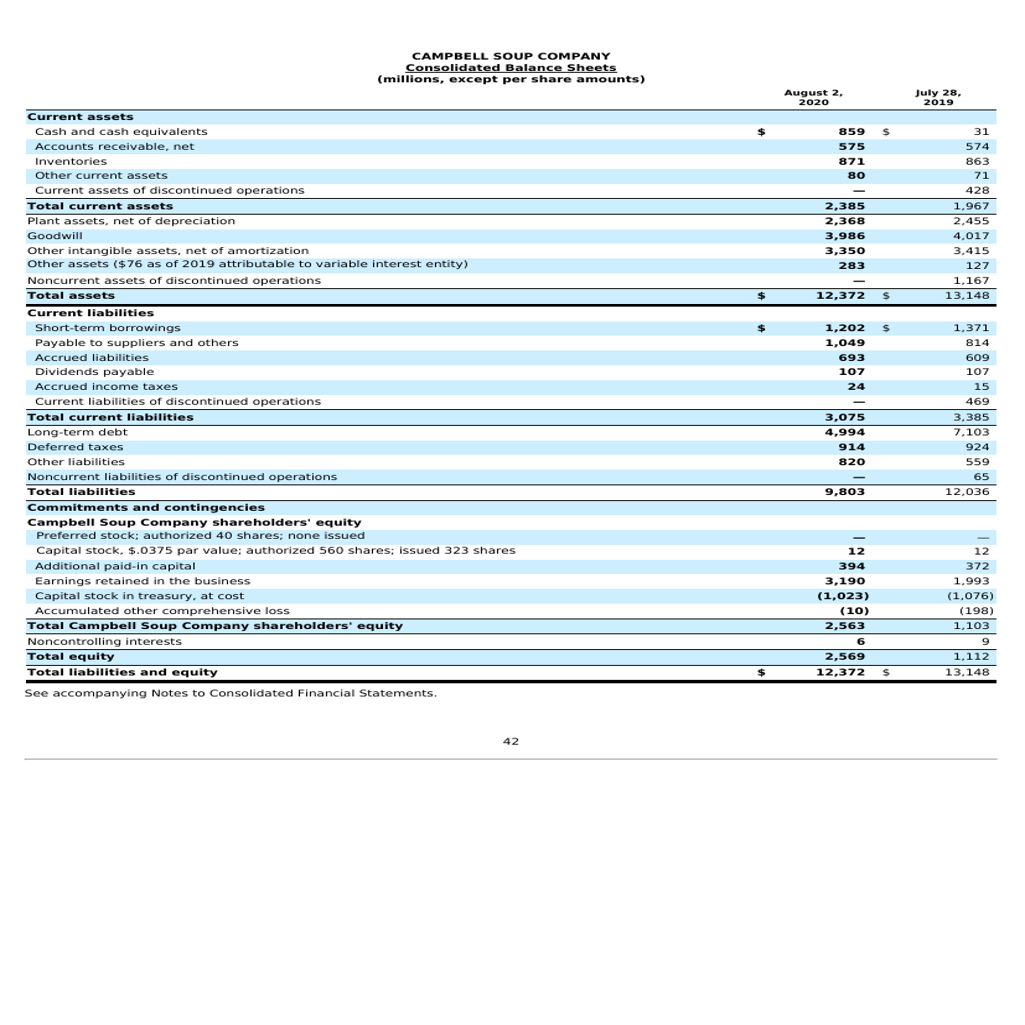 CAMPBELL SOUP COMPANY
Consolidated Balance Sheets
(millions, except per share amounts)
August 2, 2020 July 28, 2019
Current assets
Cash and cash equivalents $ 859 $ 31
Accounts receivable, net 575 574
Inventories 871 863
Other current assets 80 71
Current assets of discontinued operations — 428
Total current assets 2,385 1,967
Plant assets, net of depreciation 2,368 2,455
Goodwill 3,986 4,017
Other intangible assets, net of amortization 3,350 3,415
Other assets ($76 as of 2019 attributable to variable interest entity) 283 127
Noncurrent assets of discontinued operations — 1,167
Total assets $ 12,372 $ 13,148
Current liabilities
Short-term borrowings $ 1,202 $ 1,371
Payable to suppliers and others 1,049 814
Accrued liabilities 693 609
Dividends payable 107 107
Accrued income taxes 24 15
Current liabilities of discontinued operations — 469
Total current liabilities 3,075 3,385
Long-term debt 4,994 7,103
Deferred taxes 914 924
Other liabilities 820 559
Noncurrent liabilities of discontinued operations — 65
Total liabilities 9,803 12,036
Commitments and contingencies
Campbell Soup Company shareholders' equity
Preferred stock; authorized 40 shares; none issued — —
Capital stock, $.0375 par value; authorized 560 shares; issued 323 shares 12 12
Additional paid-in capital 394 372
Earnings retained in the business 3,190 1,993
Capital stock in treasury, at cost (1,023) (1,076)
Accumulated other comprehensive loss (10) (198)
Total Campbell Soup Company shareholders' equity 2,563 1,103
Noncontrolling interests 6 9
Total equity 2,569 1,112
Total liabilities and equity $ 12,372 $ 13,148
See accompanying Notes to Consolidated Financial Statements.
42